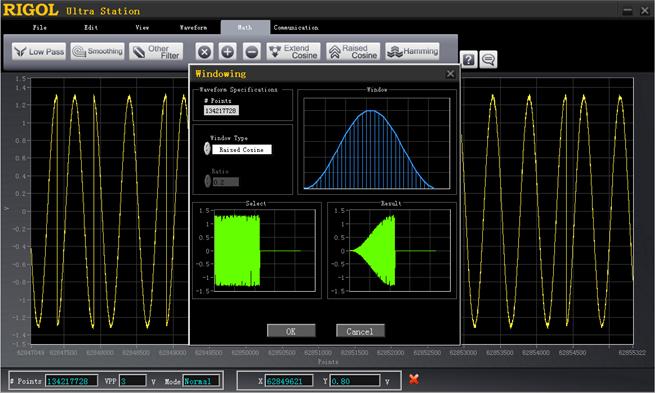 RIGOL Ultra Station
File Edit View Waveform Math Communication
Low Pass Smoothing Other Filter Extend Cosine Raised Cosine Hamming
Windowing
Waveform Specifications
# Points
134217728
Window Type
Raized Cosine
Ratio
0.2
Window
Select
1.5
1
0.5
0
-0.5
-1
-1.5
Result
1.5
1
0.5
0
-0.5
-1
-1.5
OK Cancel
1.5
1.4
1.2
1
0.8
0.6
0.4
0.2
0
-0.2
-0.4
-0.6
-0.8
-1
-1.2
-1.5
V
62847049 62847500 62848000 62848500 62849000 62849500 62850000 62850500 62851000 62851500 62852000 62852500 62853000 62853500 62854000 62854500 62855322
Points
# Points 134217728 VPP 3 V Mode Normal X 62849621 Y 0.80 V